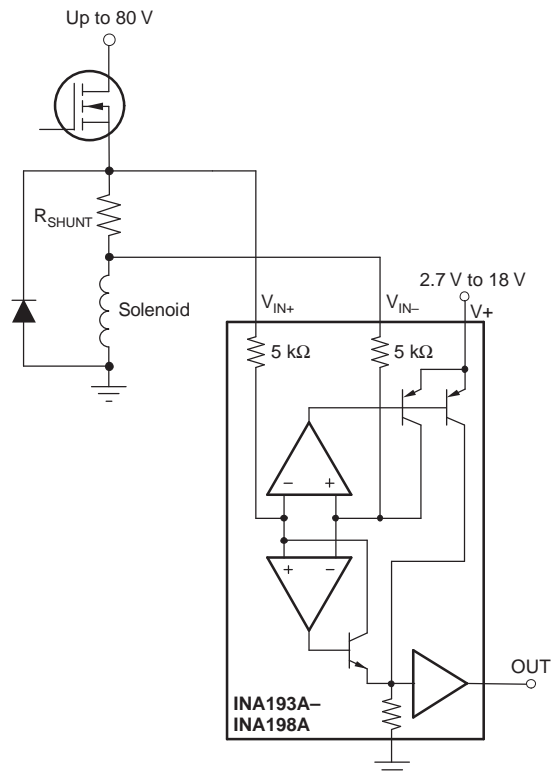 Up to 80 V
R_SHUNT
Solenoid
V_IN+
V_IN–
2.7 V to 18 V
V+
5 kΩ
5 kΩ
– +
+ –
OUT
INA193A–
INA198A